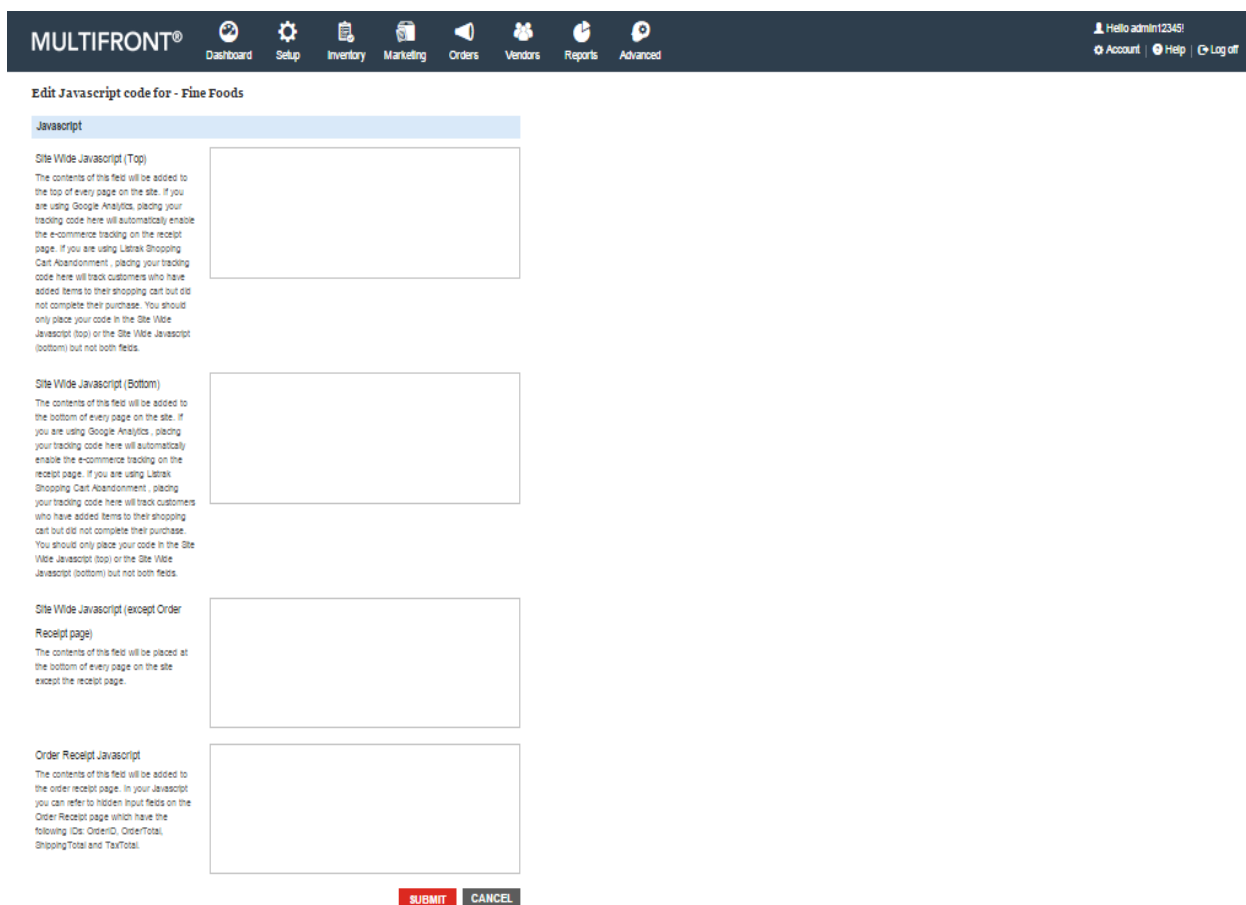 MULTIFRONT®
Dashboard Setup Inventory Marketing Orders Vendors Reports Advanced
Hello admin12345!
Account | Help | Log off
Edit Javascript code for - Fine Foods
Javascript
Site Wide Javascript (Top)
The contents of this field will be added to
the top of every page on the site. If you
are using Google Analytics, placing your
tracking code here will automatically enable
the e-commerce tracking on the receipt
page. If you are using Listrak Shopping
Cart Abandonment , placing your tracking
code here will track customers who have
added items to their shopping cart but did
not complete their purchase. You should
only place your code in the Site Wide
Javascript (top) or the Site Wide Javascript
(bottom) but not both fields.
Site Wide Javascript (Bottom)
The contents of this field will be added to
the bottom of every page on the site. If
you are using Google Analytics , placing
your tracking code here will automatically
enable the e-commerce tracking on the
receipt page. If you are using Listrak
Shopping Cart Abandonment , placing
your tracking code here will track customers
who have added items to their shopping
cart but did not complete their purchase.
You should only place your code in the Site
Wide Javascript (top) or the Site Wide
Javascript (bottom) but not both fields.
Site Wide Javascript (except Order
Receipt page)
The contents of this field will be placed at
the bottom of every page on the site
except the receipt page.
Order Receipt Javascript
The contents of this field will be added to
the order receipt page. In your Javascript
you can refer to hidden input fields on the
Order Receipt page which have the
following IDs: OrderID, OrderTotal,
ShippingTotal and TaxTotal.
SUBMIT CANCEL